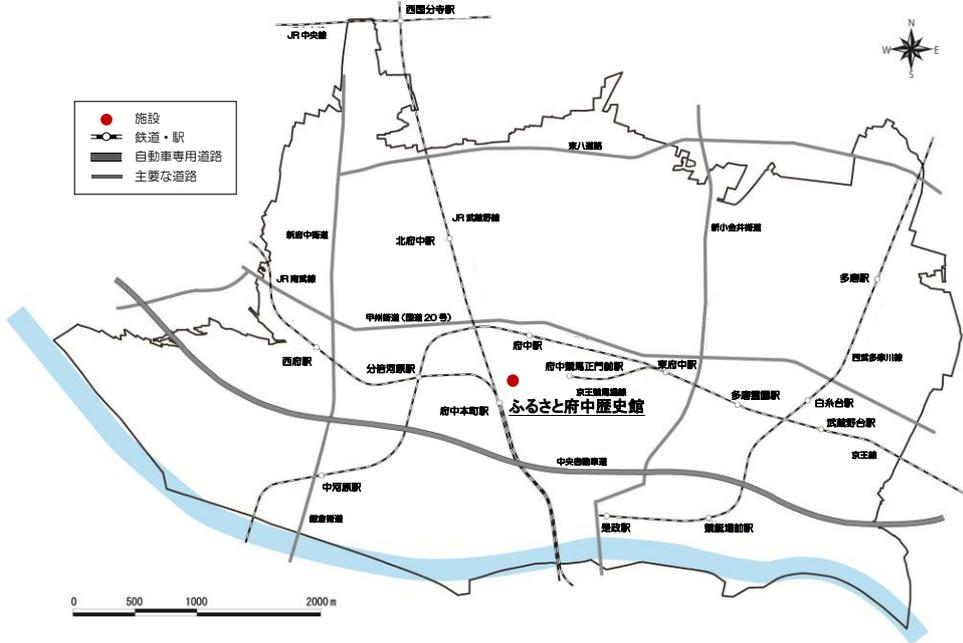 西国分寺駅
JR中央線
N
W
E
S
施設
鉄道・駅
自動車専用道路
主要な道路
東八道路
JR武蔵野線
新小金井街道
新府中街道
北府中駅
JR南武線
多磨駅
甲州街道(国道20号)
府中駅
西府駅
分倍河原駅
府中競馬正門前駅
東府中駅
西武多摩川線
京王競馬場線
多磨霊園駅
白糸台駅
府中本町駅
ふるさと府中歴史館
武蔵野台駅
京王線
中央自動車道
中河原駅
鎌倉街道
是政駅
競艇場前駅
0
500
1000
2000m